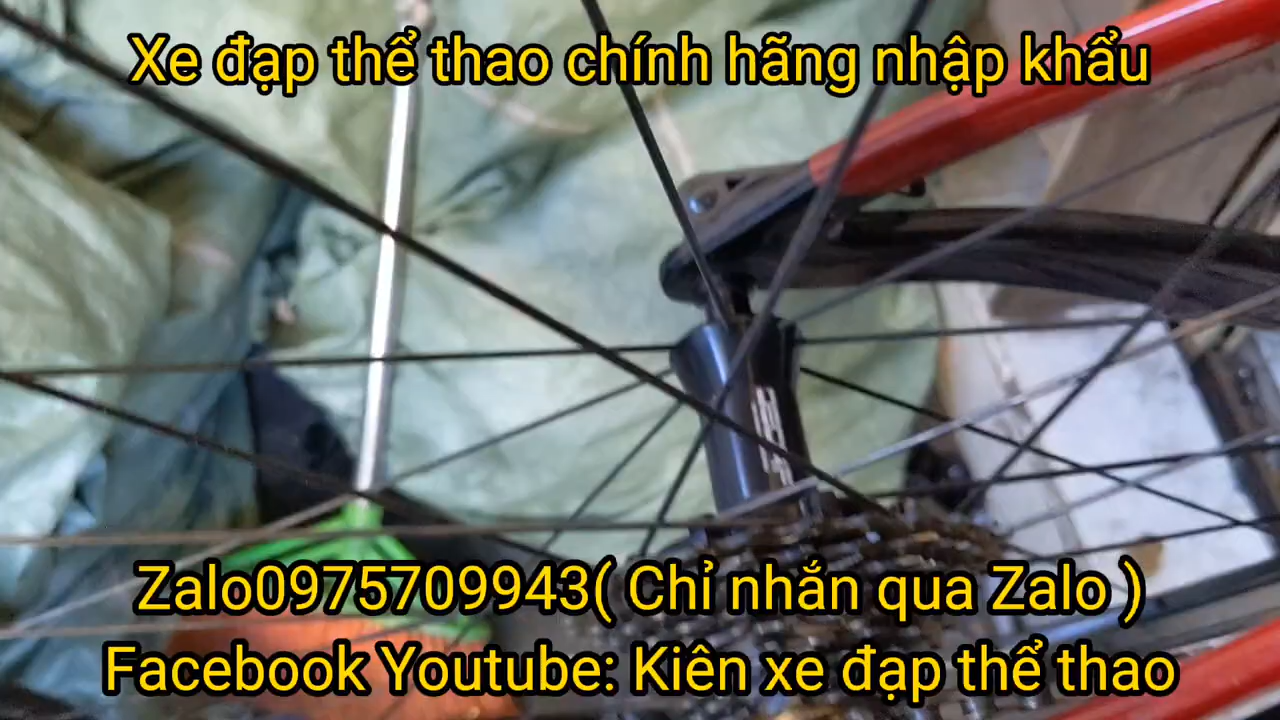 Xe đạp thể thao chính hãng nhập khẩu
Zalo0975709943( Chỉ nhắn qua Zalo )
Facebook Youtube: Kiên xe đạp thể thao